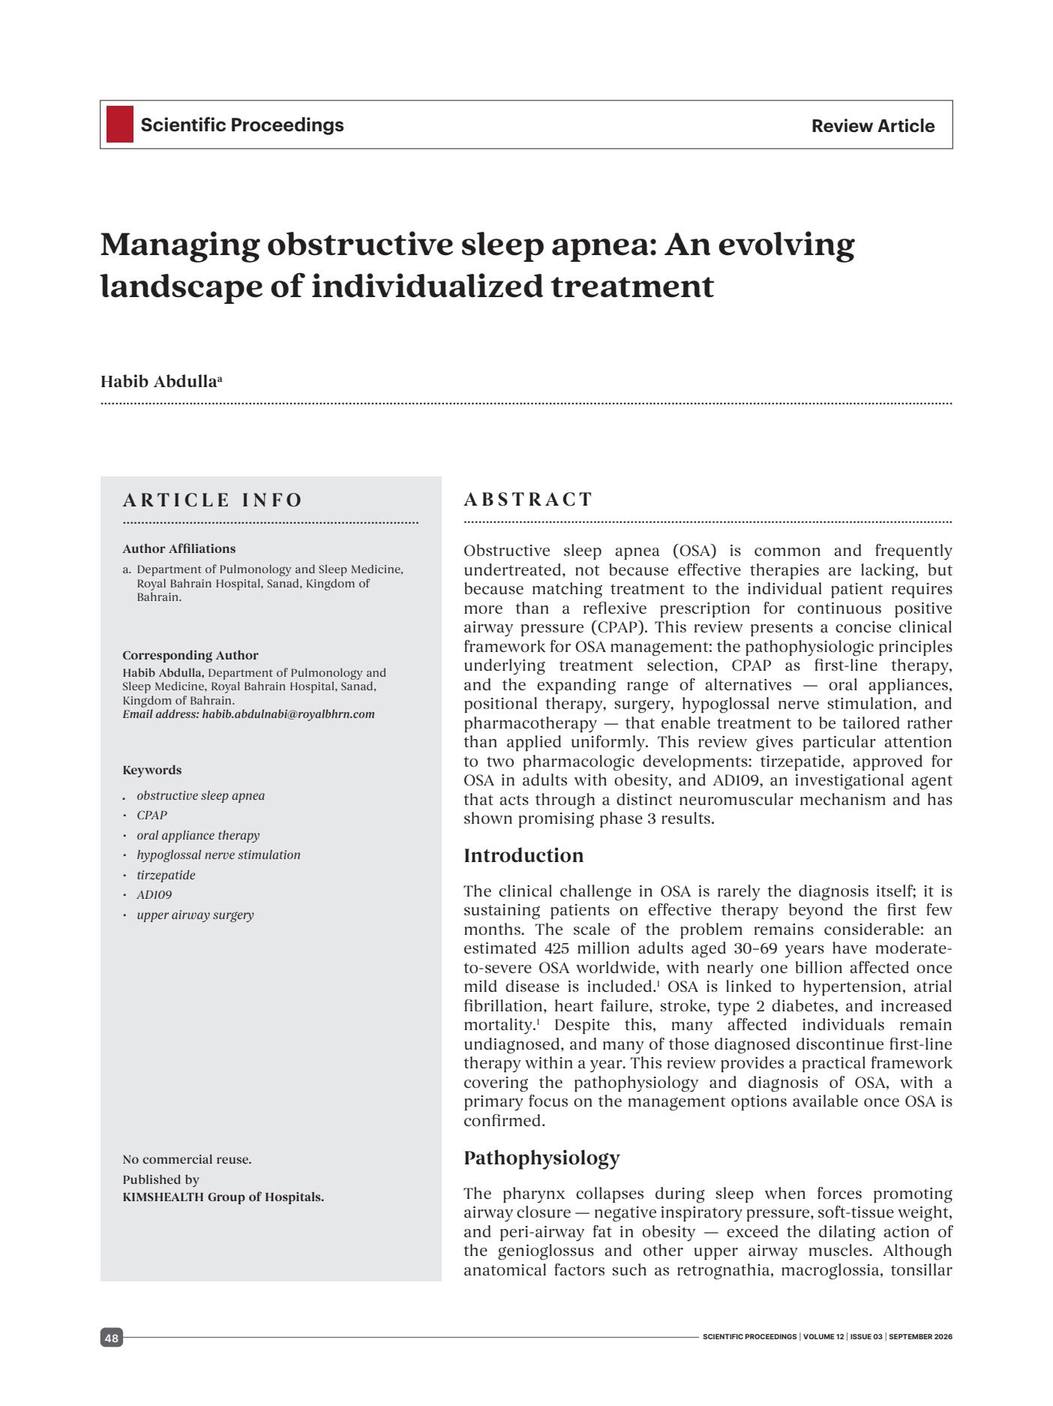 Scientific Proceedings
Review Article
Managing obstructive sleep apnea: An evolving
landscape of individualized treatment
Habib Abdullaᵃ
ARTICLE INFO
Author Affiliations
a. Department of Pulmonology and Sleep Medicine,
Royal Bahrain Hospital, Sanad, Kingdom of
Bahrain.
Corresponding Author
Habib Abdulla, Department of Pulmonology and
Sleep Medicine, Royal Bahrain Hospital, Sanad,
Kingdom of Bahrain.
Email address: habib.abdulnabi@royalbhrn.com
Keywords
• obstructive sleep apnea
• CPAP
• oral appliance therapy
• hypoglossal nerve stimulation
• tirzepatide
• AD109
• upper airway surgery
No commercial reuse.
Published by
KIMSHEALTH Group of Hospitals.
ABSTRACT
Obstructive sleep apnea (OSA) is common and frequently
undertreated, not because effective therapies are lacking, but
because matching treatment to the individual patient requires
more than a reflexive prescription for continuous positive
airway pressure (CPAP). This review presents a concise clinical
framework for OSA management: the pathophysiologic principles
underlying treatment selection, CPAP as first-line therapy,
and the expanding range of alternatives — oral appliances,
positional therapy, surgery, hypoglossal nerve stimulation, and
pharmacotherapy — that enable treatment to be tailored rather
than applied uniformly. This review gives particular attention
to two pharmacologic developments: tirzepatide, approved for
OSA in adults with obesity, and AD109, an investigational agent
that acts through a distinct neuromuscular mechanism and has
shown promising phase 3 results.
Introduction
The clinical challenge in OSA is rarely the diagnosis itself; it is
sustaining patients on effective therapy beyond the first few
months. The scale of the problem remains considerable: an
estimated 425 million adults aged 30–69 years have moderate-
to-severe OSA worldwide, with nearly one billion affected once
mild disease is included.¹ OSA is linked to hypertension, atrial
fibrillation, heart failure, stroke, type 2 diabetes, and increased
mortality.¹ Despite this, many affected individuals remain
undiagnosed, and many of those diagnosed discontinue first-line
therapy within a year. This review provides a practical framework
covering the pathophysiology and diagnosis of OSA, with a
primary focus on the management options available once OSA is
confirmed.
Pathophysiology
The pharynx collapses during sleep when forces promoting
airway closure — negative inspiratory pressure, soft-tissue weight,
and peri-airway fat in obesity — exceed the dilating action of
the genioglossus and other upper airway muscles. Although
anatomical factors such as retrognathia, macroglossia, tonsillar
48
SCIENTIFIC PROCEEDINGS | VOLUME 12 | ISSUE 03 | SEPTEMBER 2026